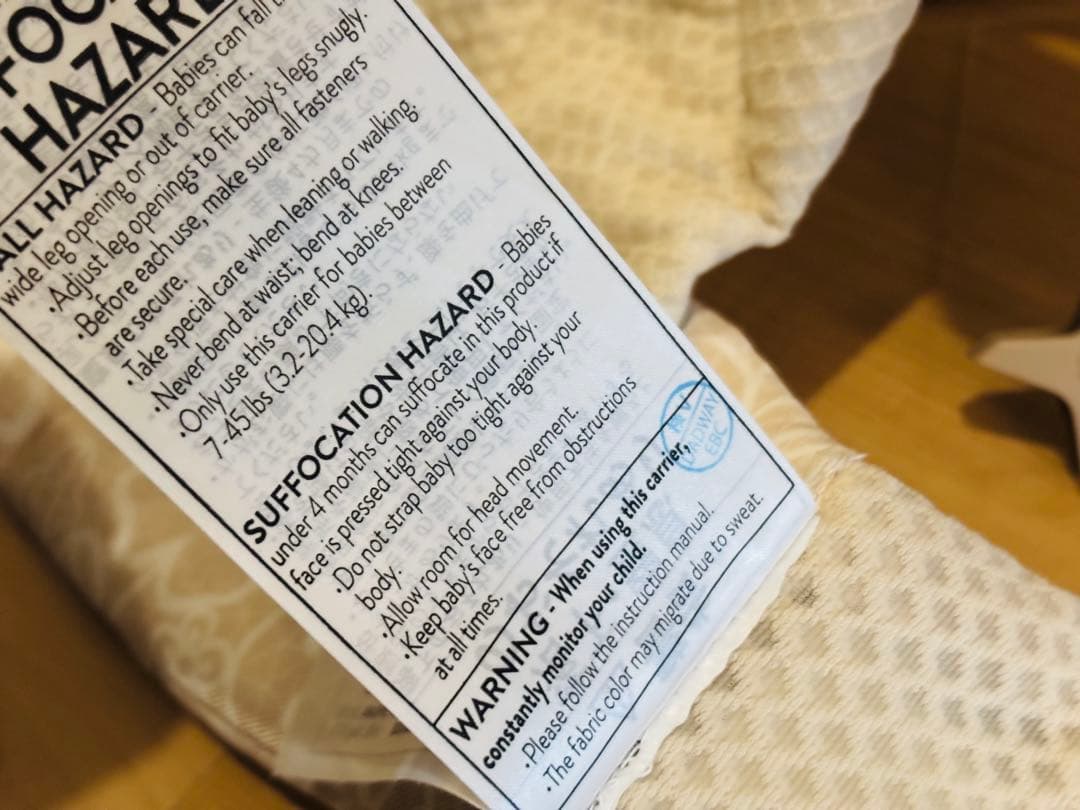 HAZARD
ALL HAZARD - Babies can fall
wide leg opening or out of carrier.
.Adjust leg openings to fit baby's legs snugly.
.Before each use, make sure all fasteners
are secure.
.Take special care when leaning or walking.
.Never bend at waist; bend at knees.
.Only use this carrier for babies between
7-45 lbs (3.2-20.4 kg).
SUFFOCATION HAZARD - Babies
under 4 months can suffocate in this product if
face is pressed tight against your body.
.Do not strap baby too tight against your
body.
.Allow room for head movement.
.Keep baby's face free from obstructions
at all times.
WARNING - When using this carrier,
constantly monitor your child.
.Please follow the instruction manual.
.The fabric color may migrate due to sweat.
EBC